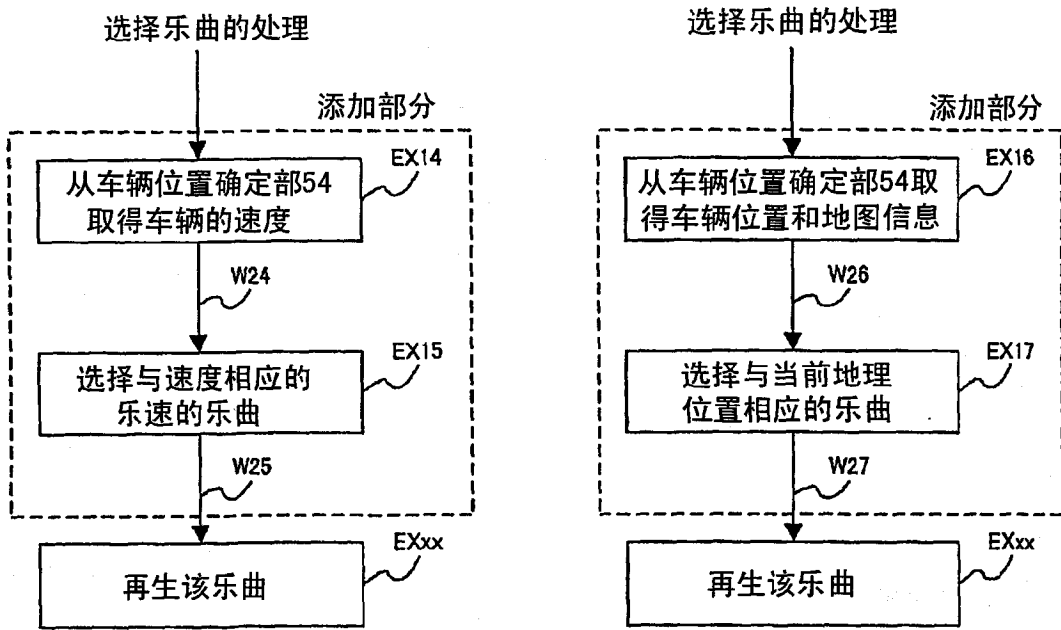 选择乐曲的处理
添加部分
EX14
从车辆位置确定部54
取得车辆的速度
W24
EX15
选择与速度相应的
乐速的乐曲
W25
EXxx
再生该乐曲
选择乐曲的处理
添加部分
EX16
从车辆位置确定部54取
得车辆位置和地图信息
W26
EX17
选择与当前地理
位置相应的乐曲
W27
EXxx
再生该乐曲